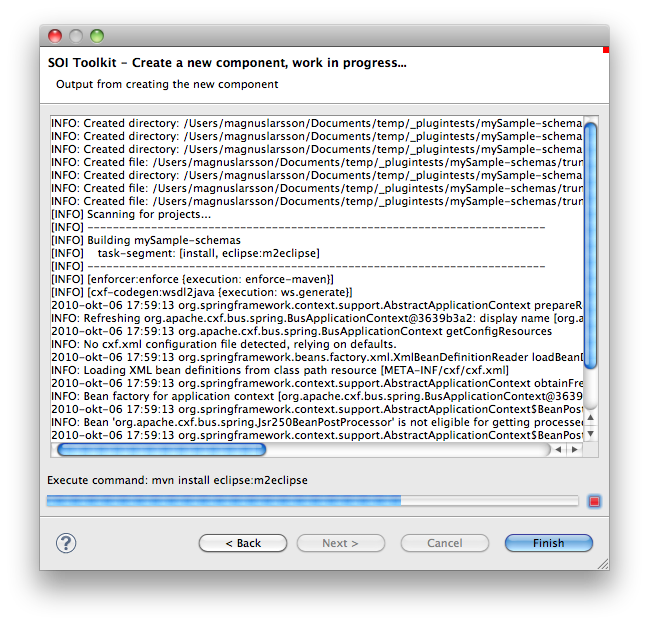 SOI Toolkit – Create a new component, work in progress...
Output from creating the new component
INFO: Created directory: /Users/magnuslarsson/Documents/temp/_plugintests/mySample-schema
INFO: Created directory: /Users/magnuslarsson/Documents/temp/_plugintests/mySample-schema
INFO: Created directory: /Users/magnuslarsson/Documents/temp/_plugintests/mySample-schema
INFO: Created file: /Users/magnuslarsson/Documents/temp/_plugintests/mySample-schemas/trun
INFO: Created directory: /Users/magnuslarsson/Documents/temp/_plugintests/mySample-schema
INFO: Created file: /Users/magnuslarsson/Documents/temp/_plugintests/mySample-schemas/trun
INFO: Created file: /Users/magnuslarsson/Documents/temp/_plugintests/mySample-schemas/trun
[INFO] Scanning for projects...
[INFO] ------------------------------------------------------------------------
[INFO] Building mySample-schemas
[INFO]    task-segment: [install, eclipse:m2eclipse]
[INFO] ------------------------------------------------------------------------
[INFO] [enforcer:enforce {execution: enforce-maven}]
[INFO] [cxf-codegen:wsdl2java {execution: ws.generate}]
2010-okt-06 17:59:13 org.springframework.context.support.AbstractApplicationContext prepareR
INFO: Refreshing org.apache.cxf.bus.spring.BusApplicationContext@3639b3a2: display name [org.a
2010-okt-06 17:59:13 org.apache.cxf.bus.spring.BusApplicationContext getConfigResources
INFO: No cxf.xml configuration file detected, relying on defaults.
2010-okt-06 17:59:13 org.springframework.beans.factory.xml.XmlBeanDefinitionReader loadBeanD
INFO: Loading XML bean definitions from class path resource [META-INF/cxf/cxf.xml]
2010-okt-06 17:59:13 org.springframework.context.support.AbstractApplicationContext obtainFre
INFO: Bean factory for application context [org.apache.cxf.bus.spring.BusApplicationContext@3639
2010-okt-06 17:59:13 org.springframework.context.support.AbstractApplicationContext$BeanPost
INFO: Bean 'org.apache.cxf.bus.spring.Jsr250BeanPostProcessor' is not eligible for getting processed
2010-okt-06 17:59:13 org.springframework.context.support.AbstractApplicationContext$BeanPost
Execute command: mvn install eclipse:m2eclipse
?
< Back
Next >
Cancel
Finish